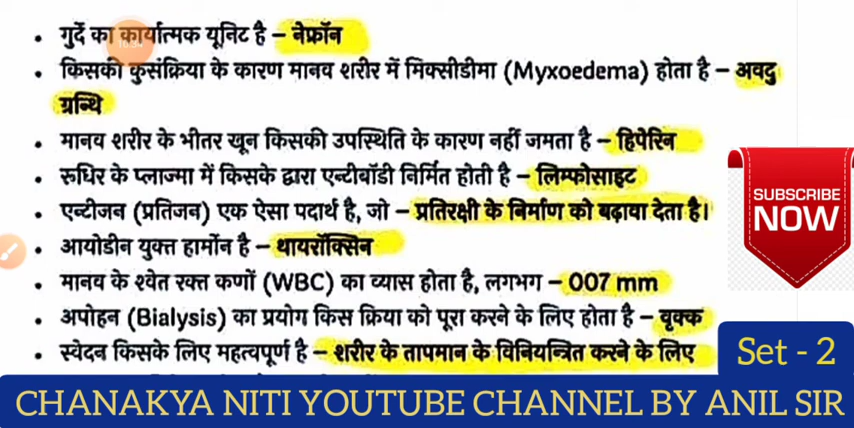 • गुर्दे का कार्यात्मक यूनिट है – नेफ्रॉन
• किसकी कुसंक्रिया के कारण मानव शरीर में मिक्सीडीमा (Myxoedema) होता है – अवटु
ग्रन्थि
• मानव शरीर के भीतर खून किसकी उपस्थिति के कारण नहीं जमता है – हिपेरिन
• रुधिर के प्लाज्मा में किसके द्वारा एन्टीबॉडी निर्मित होती है – लिम्फोसाइट
• एन्टीजन (प्रतिजन) एक ऐसा पदार्थ है, जो – प्रतिरक्षी के निर्माण को बढ़ावा देता है।
SUBSCRIBE
NOW
• आयोडीन युक्त हार्मोन है – थायरॉक्सिन
• मानव के श्वेत रक्त कणों (WBC) का व्यास होता है, लगभग – 007 mm
• अपोहन (Bialysis) का प्रयोग किस क्रिया को पूरा करने के लिए होता है – वृक्क
• स्वेदन किसके लिए महत्वपूर्ण है – शरीर के तापमान के विनियन्त्रित करने के लिए
Set - 2
CHANAKYA NITI YOUTUBE CHANNEL BY ANIL SIR